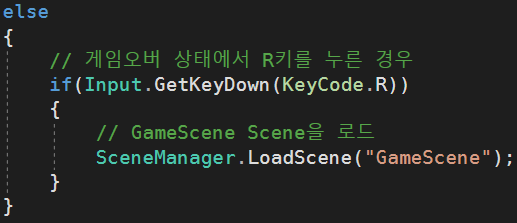 else
{
// 게임오버 상태에서 R키를 누른 경우
if(Input.GetKeyDown(KeyCode.R))
{
// GameScene Scene을 로드
SceneManager.LoadScene("GameScene");
}
}